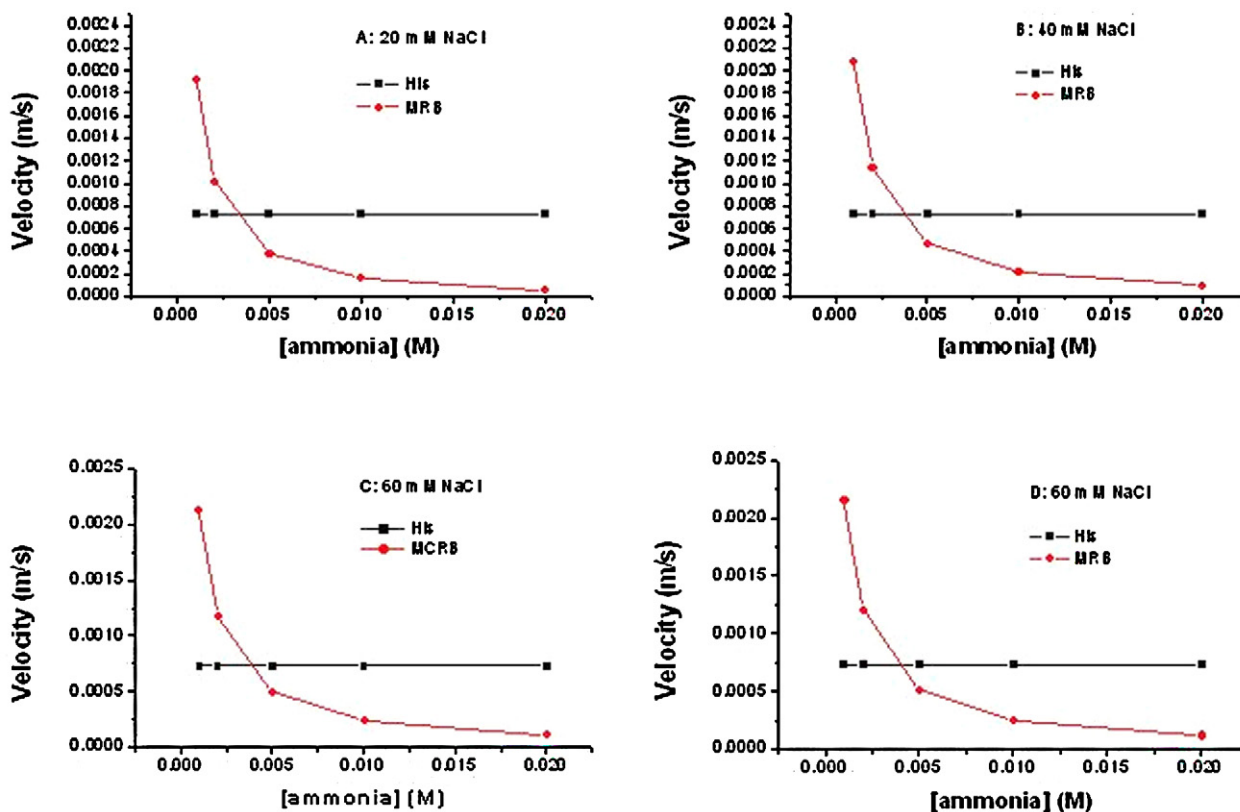 A: 20 mM NaCl
His
MRB
Velocity (m/s)
0.0024
0.0022
0.0020
0.0018
0.0016
0.0014
0.0012
0.0010
0.0008
0.0006
0.0004
0.0002
0.0000
0.000 0.005 0.010 0.015 0.020
[ammonia] (M)
B: 40 mM NaCl
His
MRB
Velocity (m/s)
0.0024
0.0022
0.0020
0.0018
0.0016
0.0014
0.0012
0.0010
0.0008
0.0006
0.0004
0.0002
0.0000
0.000 0.005 0.010 0.015 0.020
[ammonia] (M)
C: 60 mM NaCl
His
MCRB
Velocity (m/s)
0.0025
0.0020
0.0015
0.0010
0.0005
0.0000
0.000 0.005 0.010 0.015 0.020
[ammonia] (M)
D: 60 mM NaCl
His
MRB
Velocity (m/s)
0.0025
0.0020
0.0015
0.0010
0.0005
0.0000
0.000 0.005 0.010 0.015 0.020
[ammonia] (M)